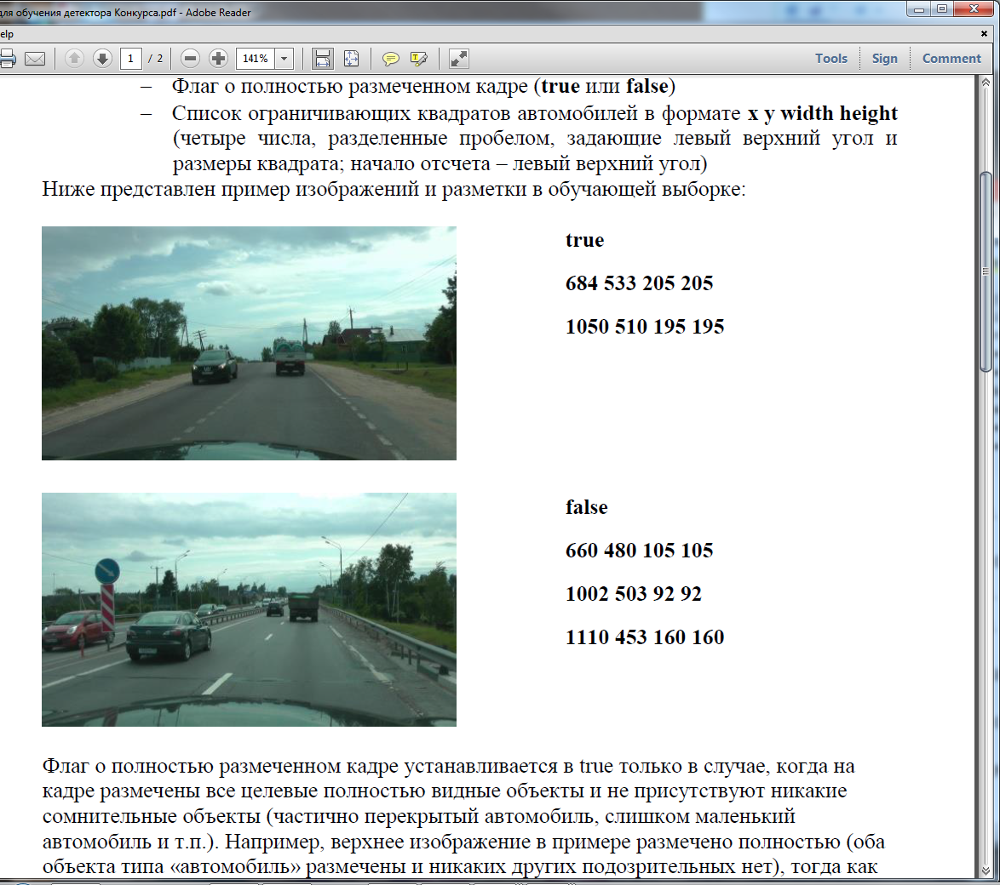 для обучения детектора Конкурса.pdf - Adobe Reader
elp
1 / 2 141% Tools Sign Comment
– Флаг о полностью размеченном кадре (true или false)
– Список ограничивающих квадратов автомобилей в формате x y width height
(четыре числа, разделенные пробелом, задающие левый верхний угол и
размеры квадрата; начало отсчета – левый верхний угол)
Ниже представлен пример изображений и разметки в обучающей выборке:
true
684 533 205 205
1050 510 195 195
false
660 480 105 105
1002 503 92 92
1110 453 160 160
Флаг о полностью размеченном кадре устанавливается в true только в случае, когда на
кадре размечены все целевые полностью видные объекты и не присутствуют никакие
сомнительные объекты (частично перекрытый автомобиль, слишком маленький
автомобиль и т.п.). Например, верхнее изображение в примере размечено полностью (оба
объекта типа «автомобиль» размечены и никаких других подозрительных нет), тогда как